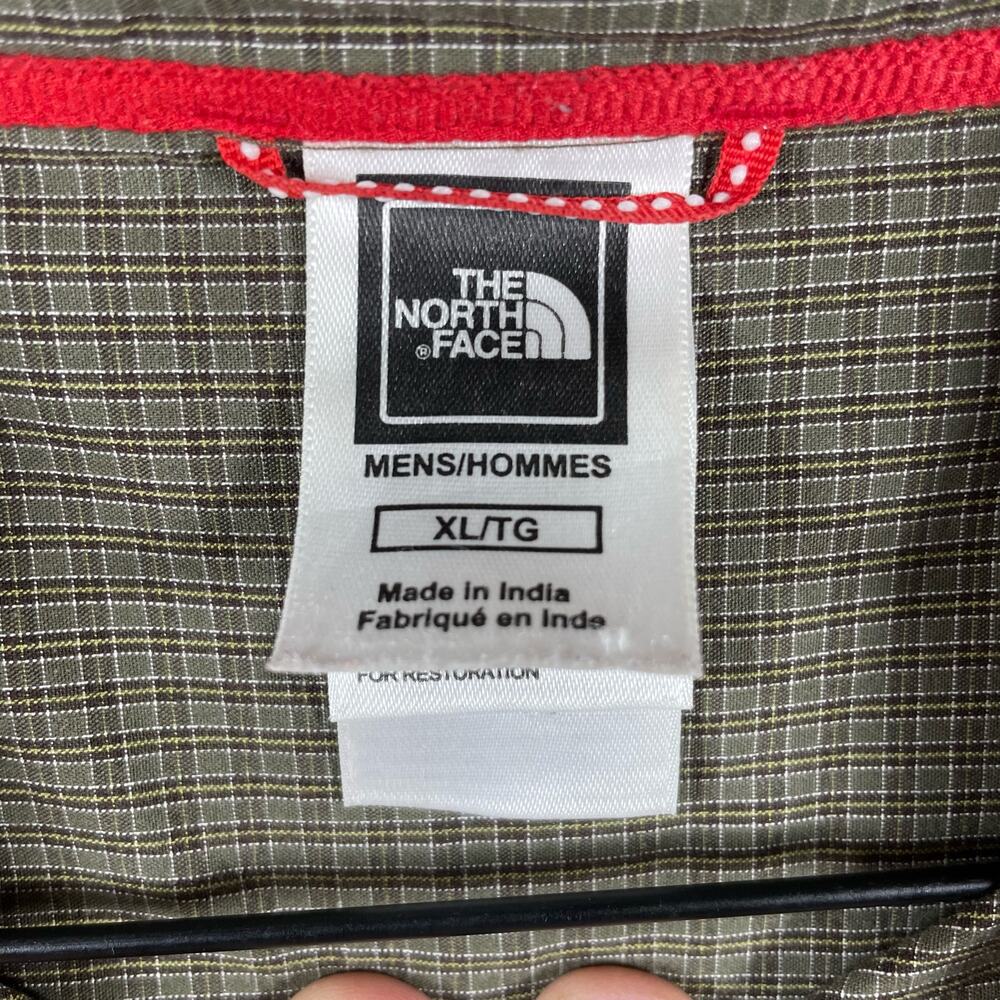 THE
NORTH
® FACE
MENS/HOMMES
XL/TG
Made in India
Fabriqué en Inde
FOR RESTORATION